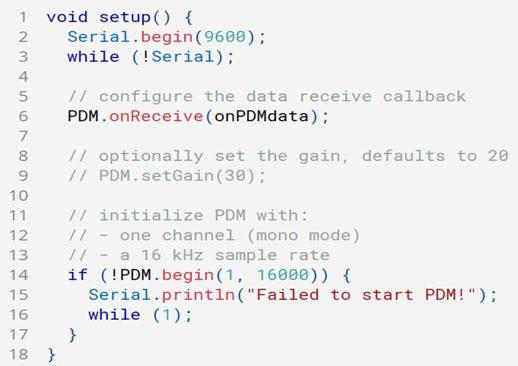 1 void setup() {
2 Serial.begin(9600);
3 while (!Serial);
4
5 // configure the data receive callback
6 PDM.onReceive(onPDMdata);
7
8 // optionally set the gain, defaults to 20
9 // PDM.setGain(30);
10
11 // initialize PDM with:
12 // - one channel (mono mode)
13 // - a 16 kHz sample rate
14 if (!PDM.begin(1, 16000)) {
15 Serial.println("Failed to start PDM!");
16 while (1);
17 }
18 }